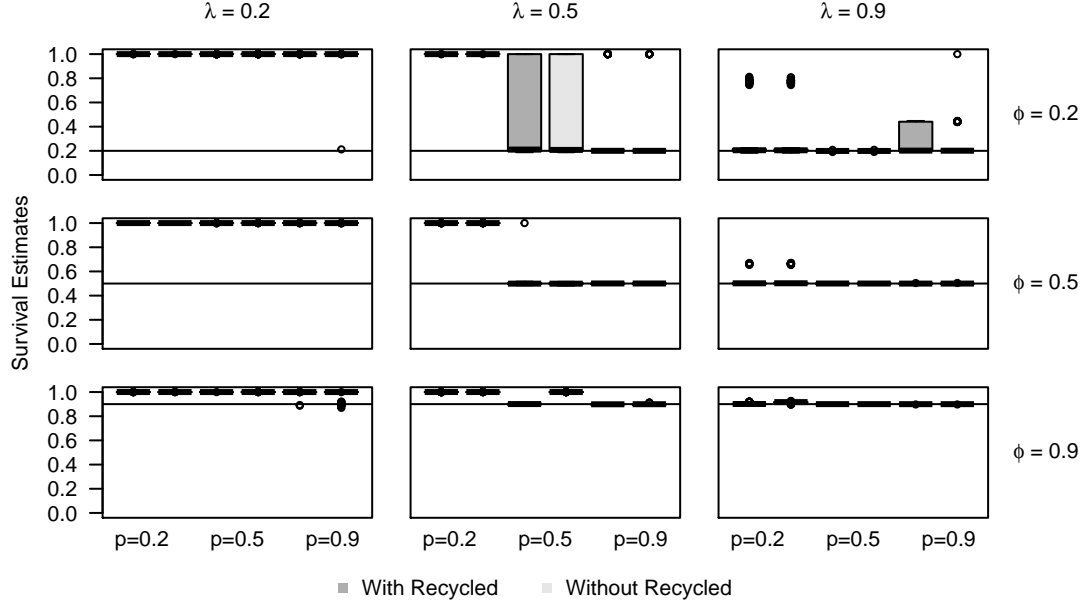 λ = 0.2 λ = 0.5 λ = 0.9
1.0
0.8
0.6
0.4
0.2
0.0
ϕ = 0.2
Survival Estimates
1.0
0.8
0.6
0.4
0.2
0.0
ϕ = 0.5
1.0
0.8
0.6
0.4
0.2
0.0
ϕ = 0.9
p=0.2 p=0.5 p=0.9 p=0.2 p=0.5 p=0.9 p=0.2 p=0.5 p=0.9
With Recycled Without Recycled